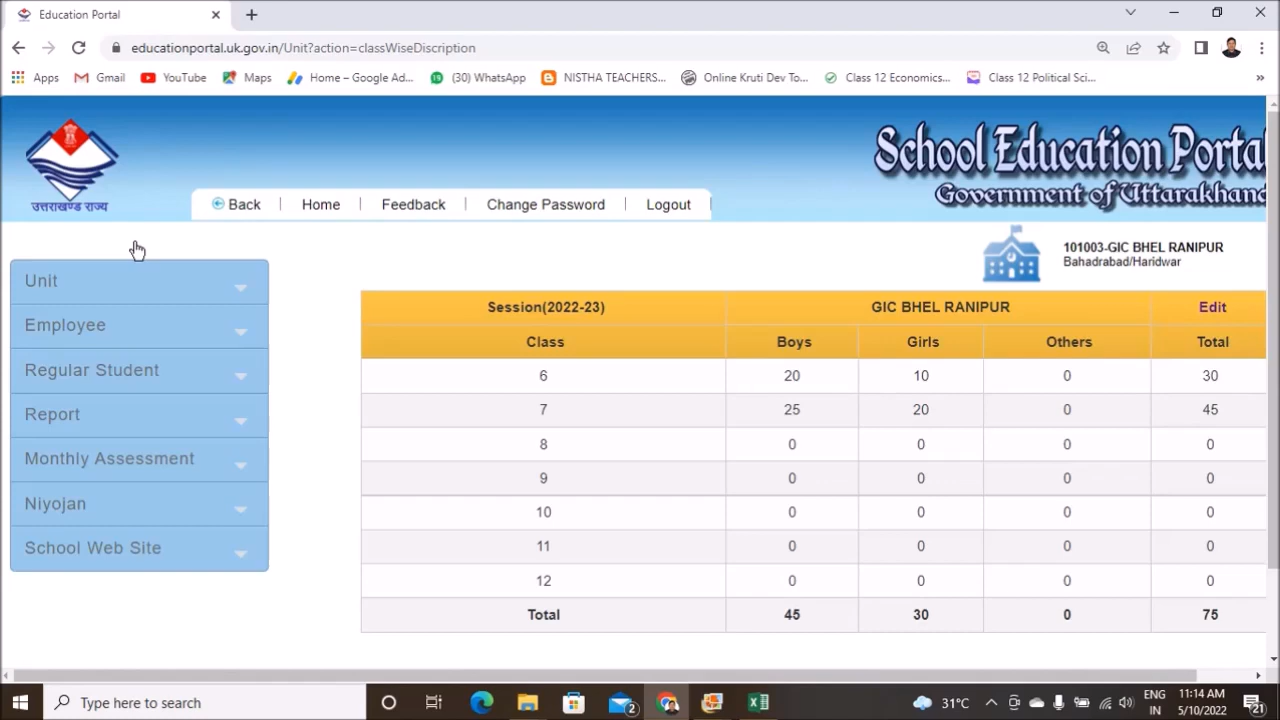 Education Portal
educationportal.uk.gov.in/Unit?action=classWiseDiscription
Apps Gmail YouTube Maps Home – Google Ad... (30) WhatsApp NISTHA TEACHERS... Online Kruti Dev To... Class 12 Economics... Class 12 Political Sci... »
School Education Portal
Government of Uttarakhand
उत्तराखण्ड राज्य
Back Home Feedback Change Password Logout
101003-GIC BHEL RANIPUR
Bahadrabad/Haridwar
Unit
Employee
Regular Student
Report
Monthly Assessment
Niyojan
School Web Site
Session(2022-23) GIC BHEL RANIPUR Edit
Class Boys Girls Others Total
6 20 10 0 30
7 25 20 0 45
8 0 0 0 0
9 0 0 0 0
10 0 0 0 0
11 0 0 0 0
12 0 0 0 0
Total 45 30 0 75
Type here to search
2
31°C
ENG
IN
11:14 AM
5/10/2022
21